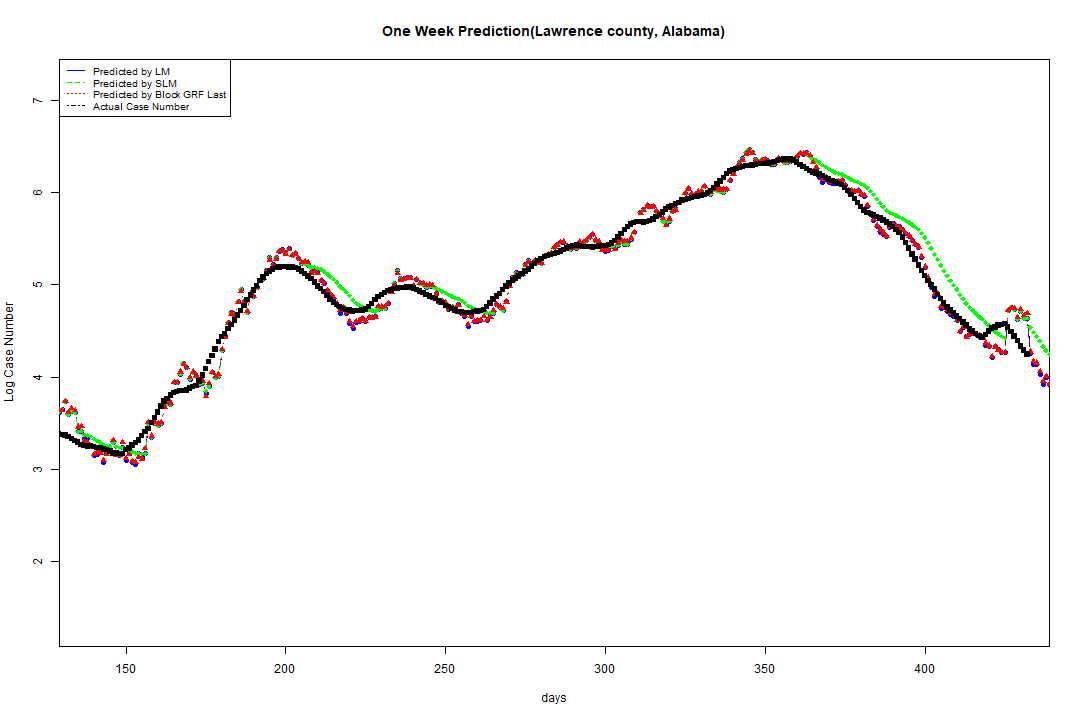 One Week Prediction(Lawrence county, Alabama)
Predicted by LM
Predicted by SLM
Predicted by Block GRF Last
Actual Case Number
7
6
5
4
3
2
Log Case Number
150 200 250 300 350 400
days